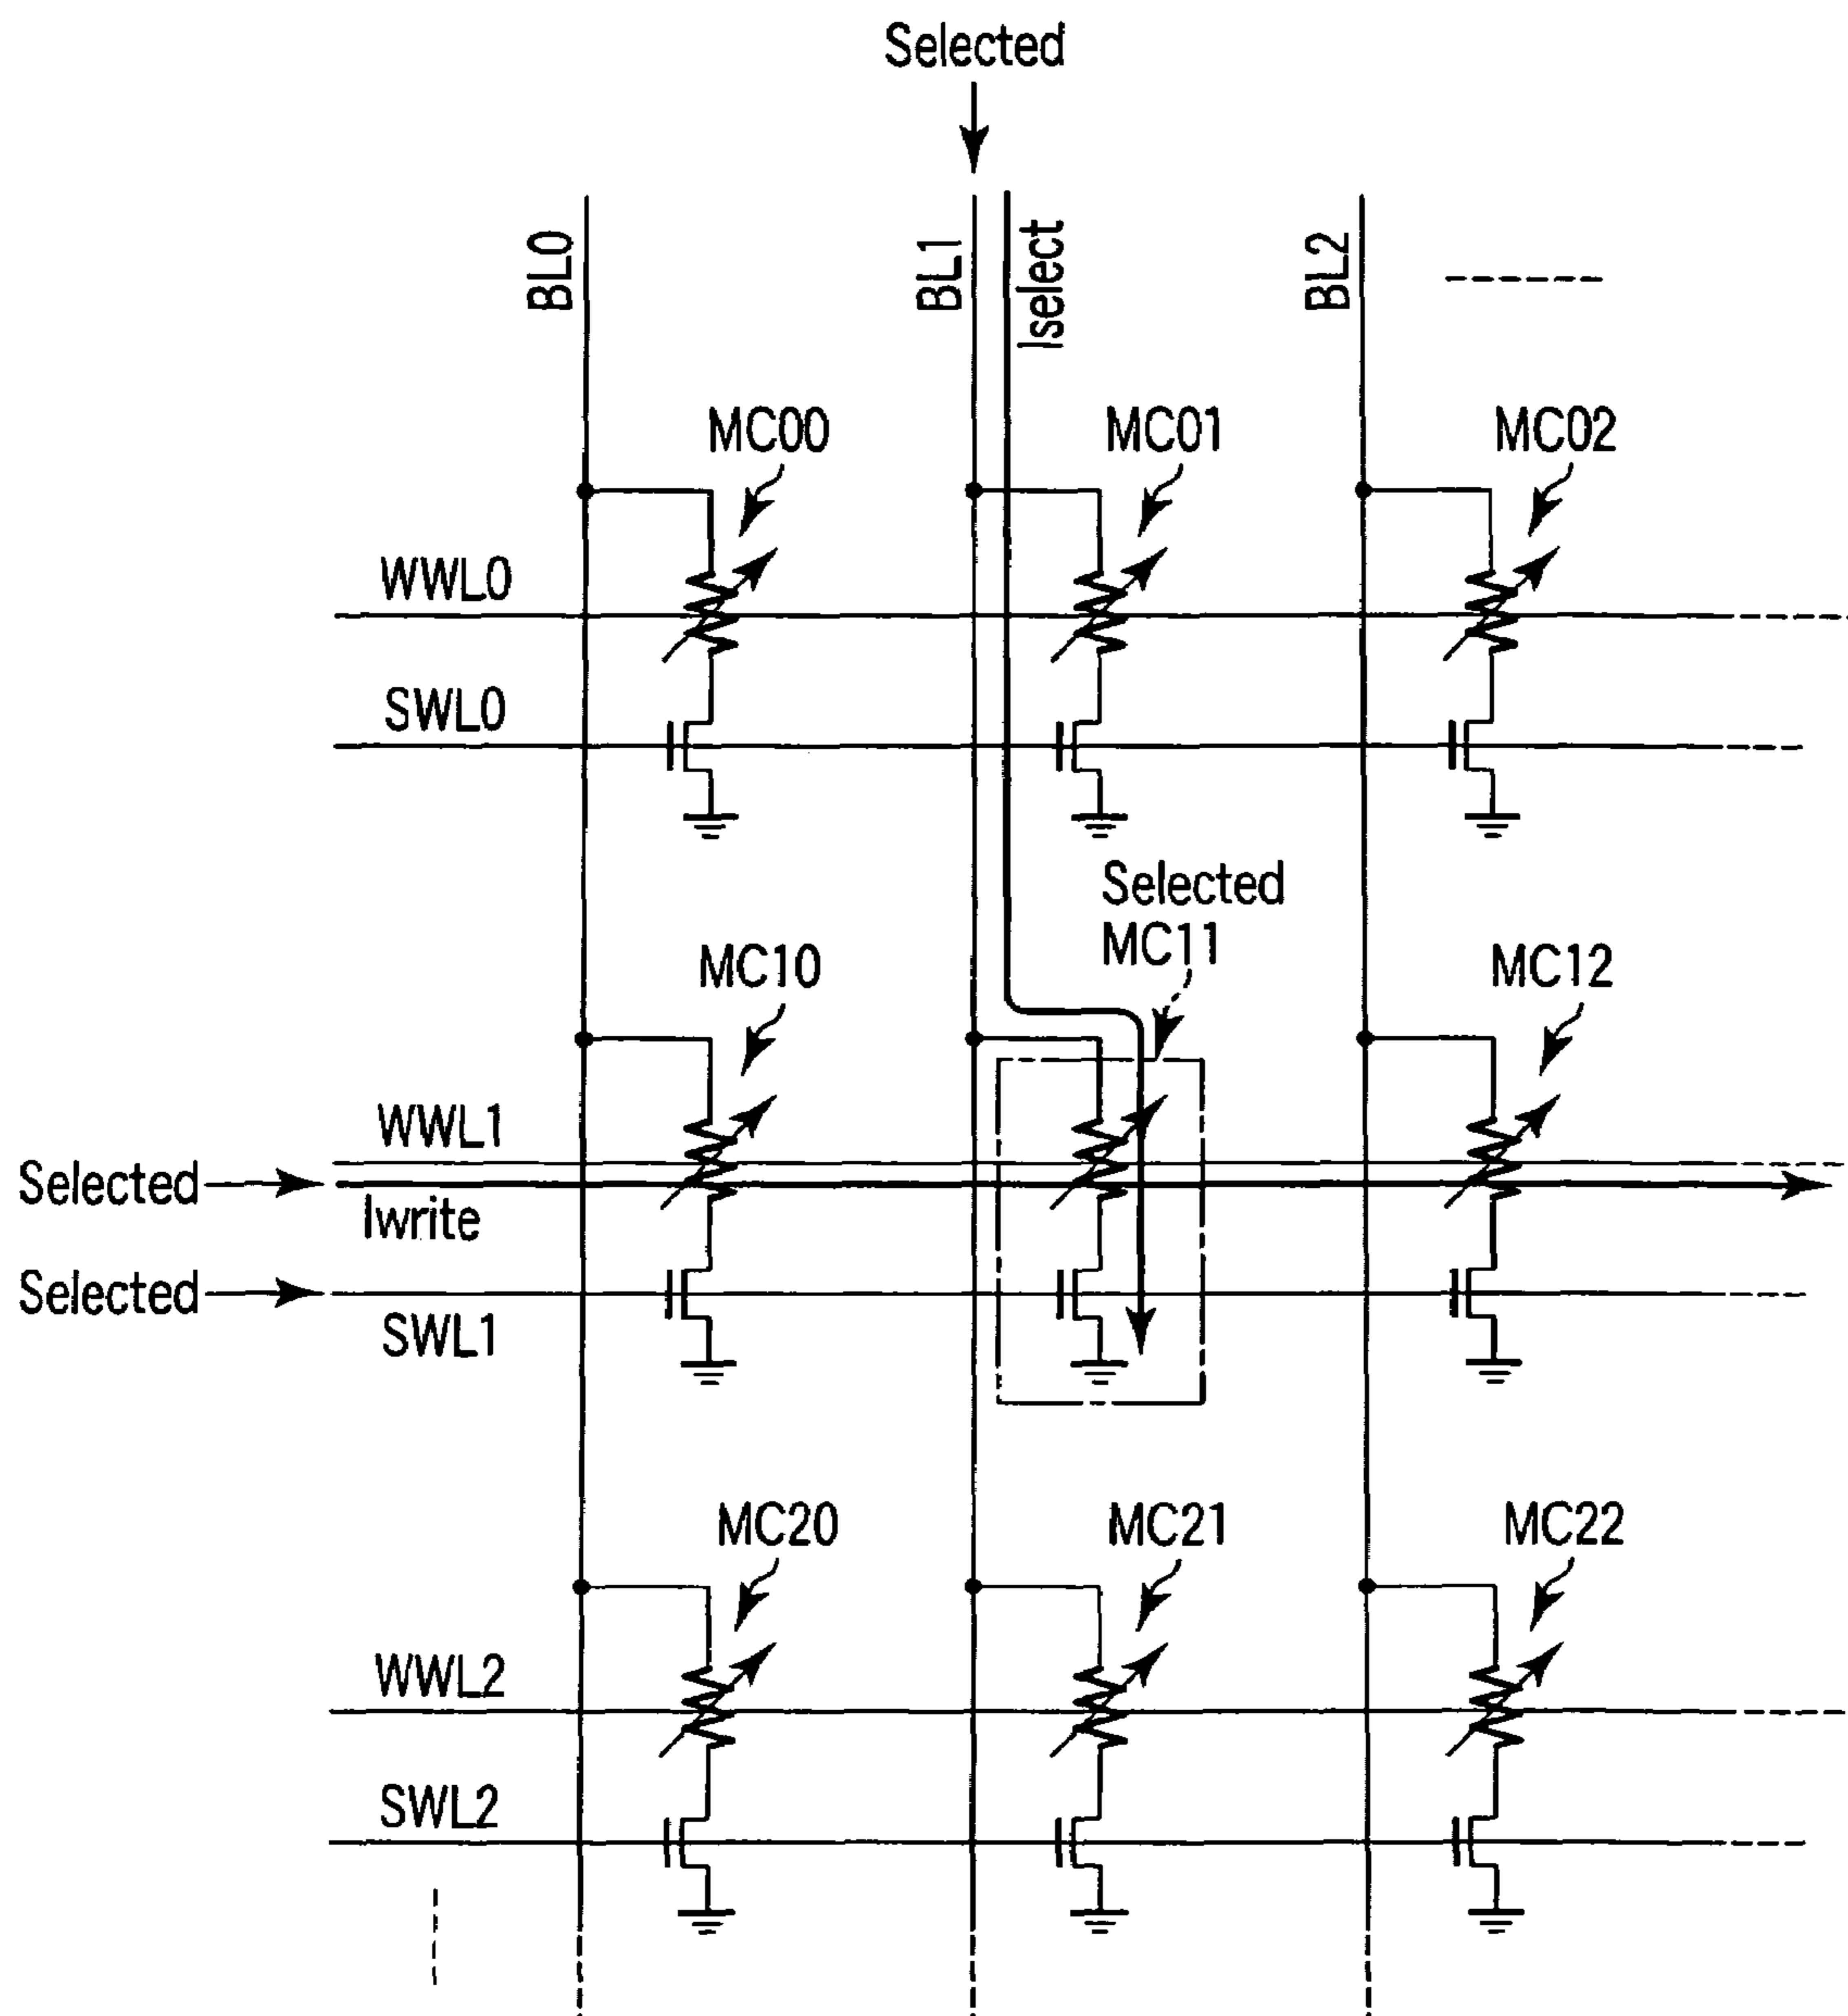 Selected
BL0
BL1
Iselect
BL2
MC00
MC01
MC02
WWL0
SWL0
Selected
MC11
MC10
MC12
WWL1
Selected
Iwrite
Selected
SWL1
MC20
MC21
MC22
WWL2
SWL2